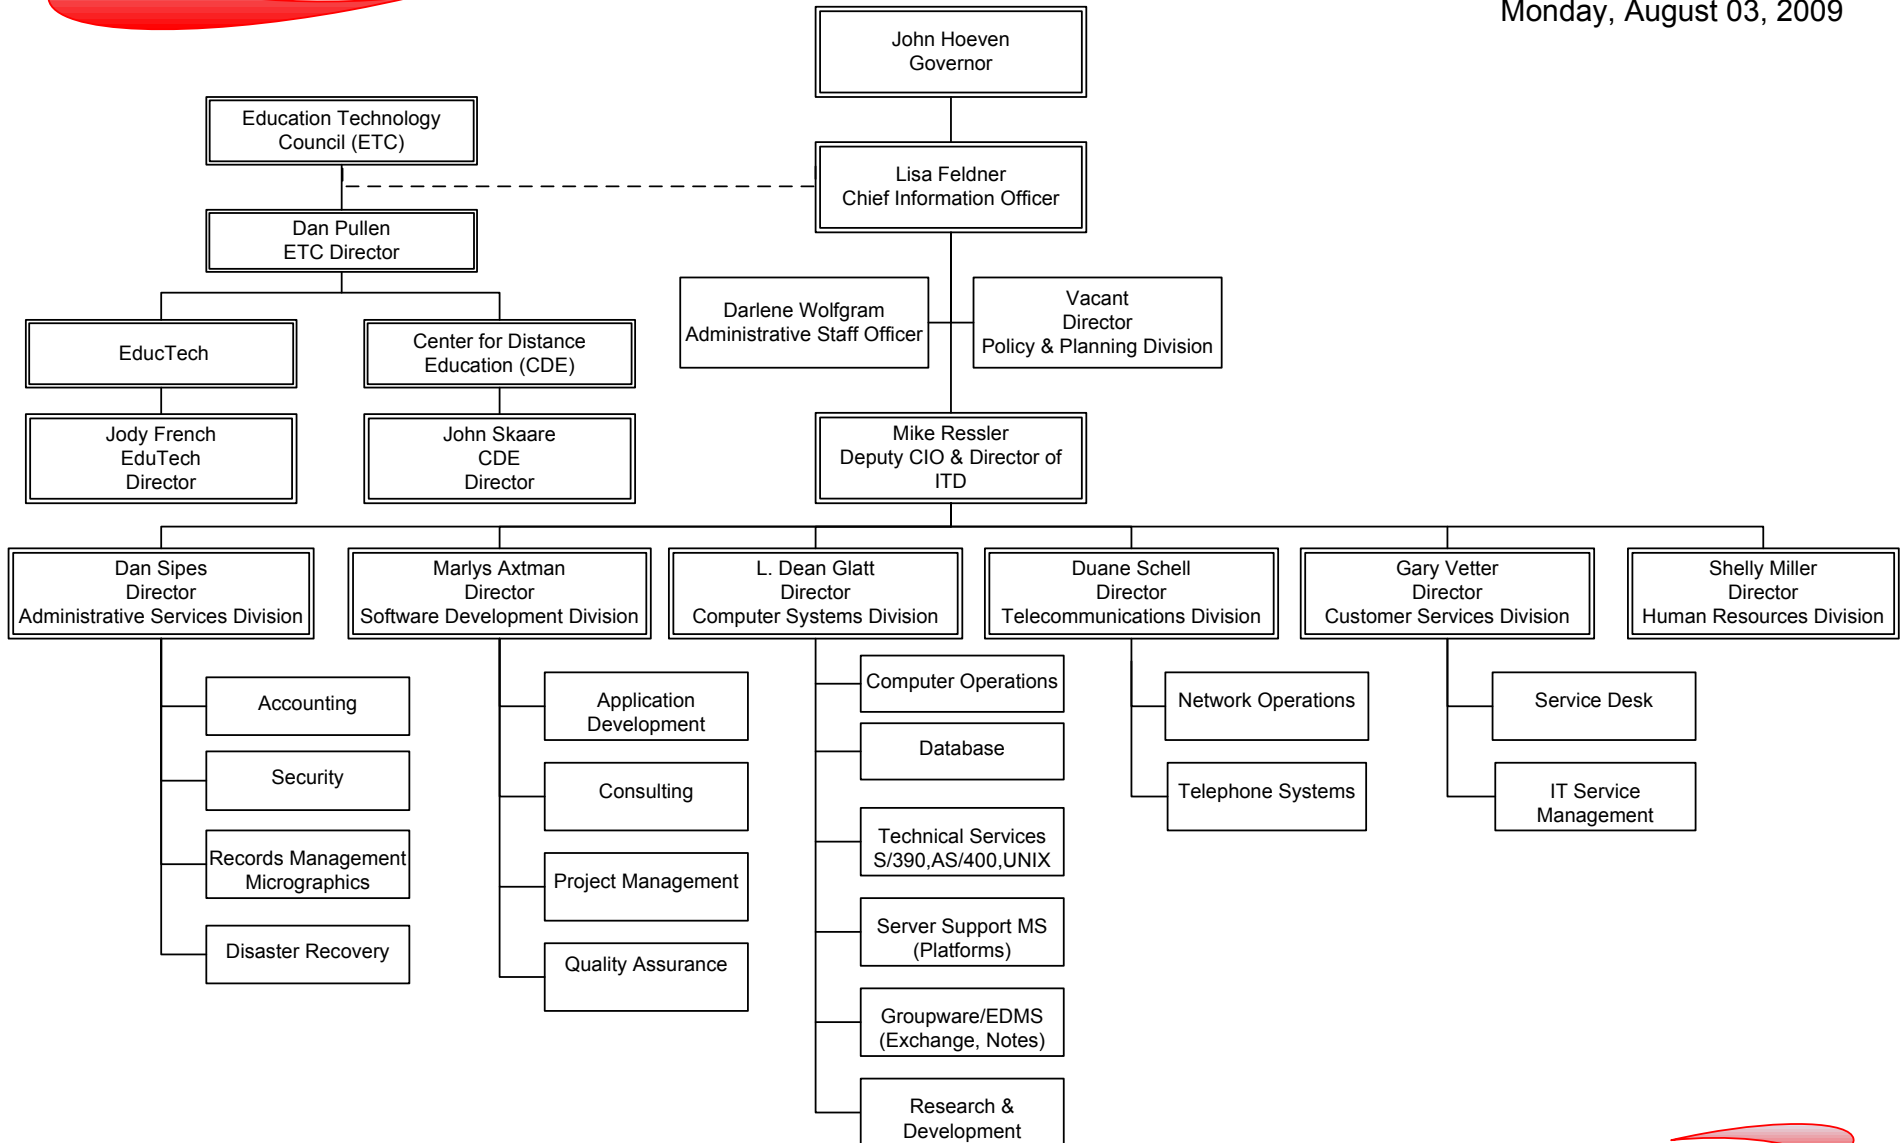 Monday, August 03, 2009
John Hoeven
Governor
Education Technology
Council (ETC)
Lisa Feldner
Chief Information Officer
Dan Pullen
ETC Director
Darlene Wolfgram
Administrative Staff Officer
Vacant
Director
Policy & Planning Division
EducTech
Center for Distance
Education (CDE)
Jody French
EduTech
Director
John Skaare
CDE
Director
Mike Ressler
Deputy CIO & Director of
ITD
Dan Sipes
Director
Administrative Services Division
Marlys Axtman
Director
Software Development Division
L. Dean Glatt
Director
Computer Systems Division
Duane Schell
Director
Telecommunications Division
Gary Vetter
Director
Customer Services Division
Shelly Miller
Director
Human Resources Division
Accounting
Security
Records Management
Micrographics
Disaster Recovery
Application
Development
Consulting
Project Management
Quality Assurance
Computer Operations
Database
Technical Services
S/390,AS/400,UNIX
Server Support MS
(Platforms)
Groupware/EDMS
(Exchange, Notes)
Research &
Development
Network Operations
Telephone Systems
Service Desk
IT Service
Management